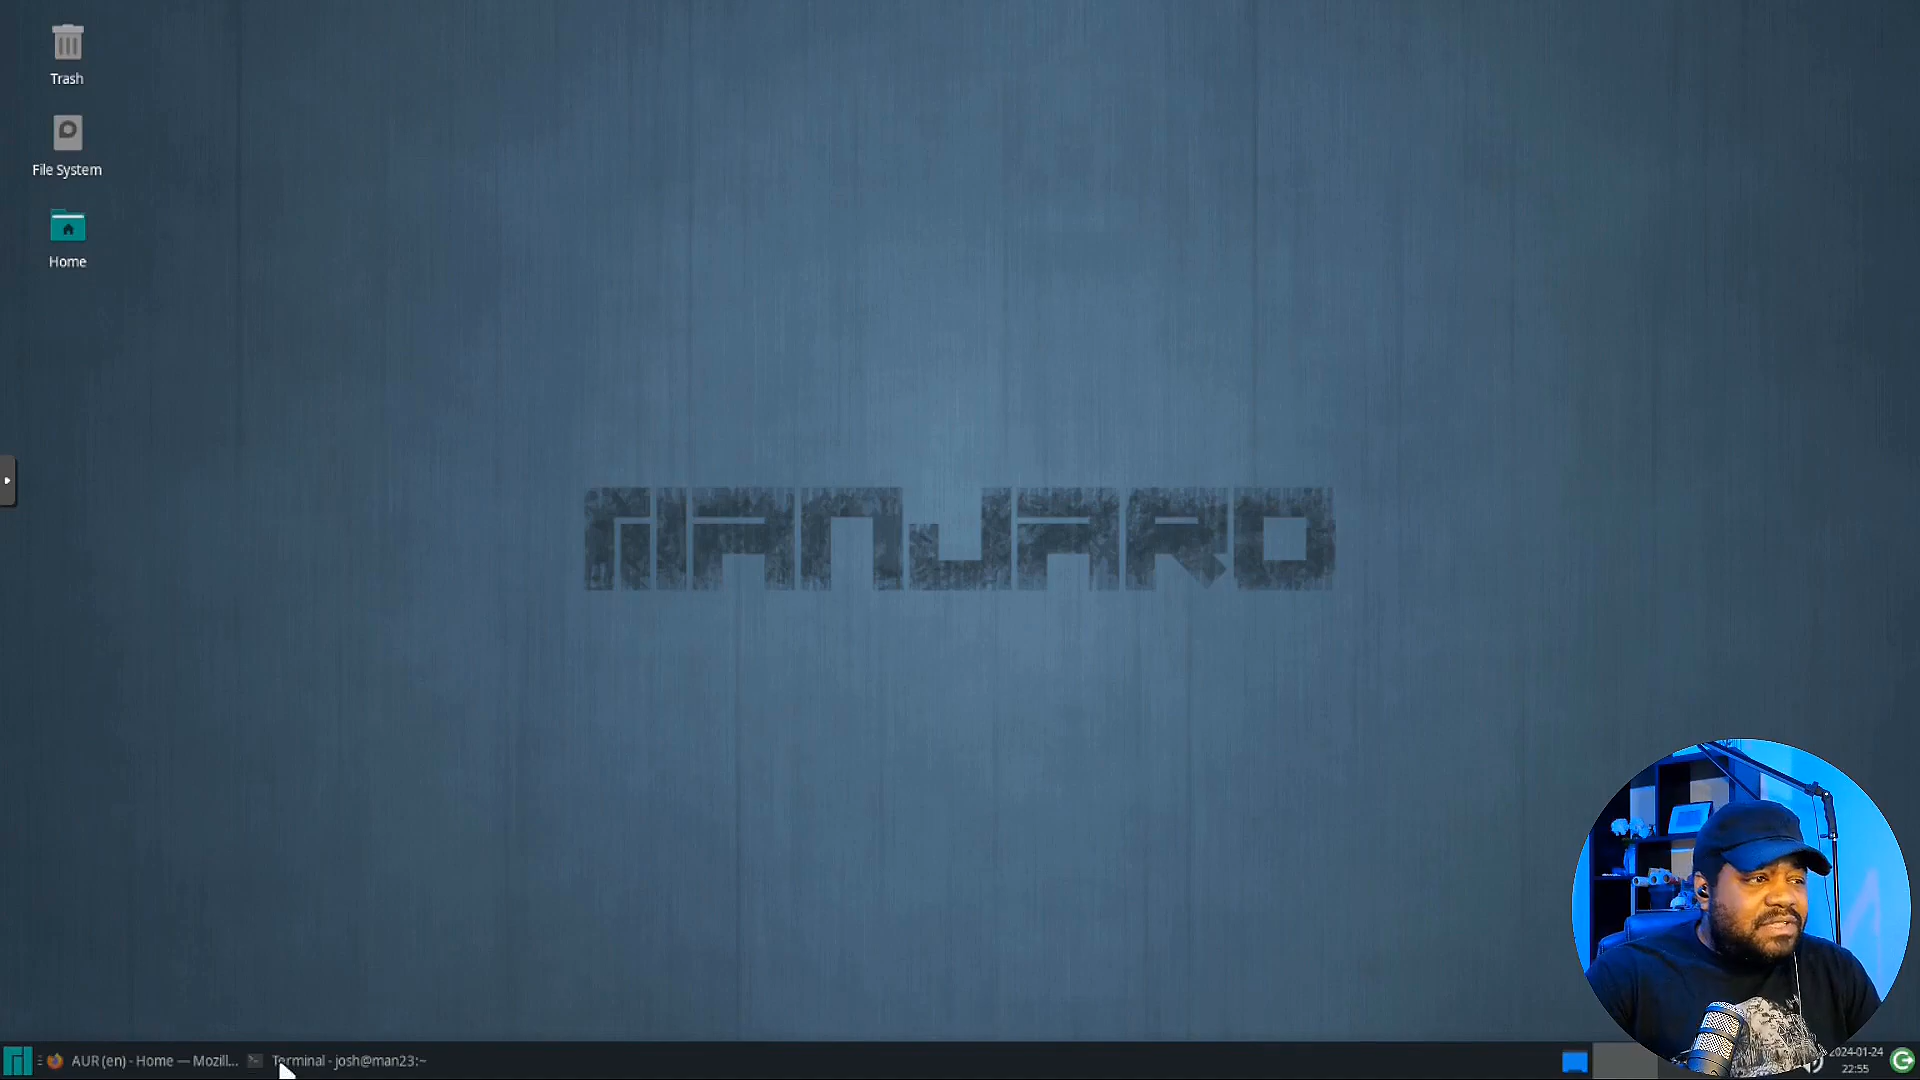 Trash
File System
Home
MANJARO
AUR (en) - Home — Mozill...
Terminal - josh@man23:~
2024-01-24
22:55